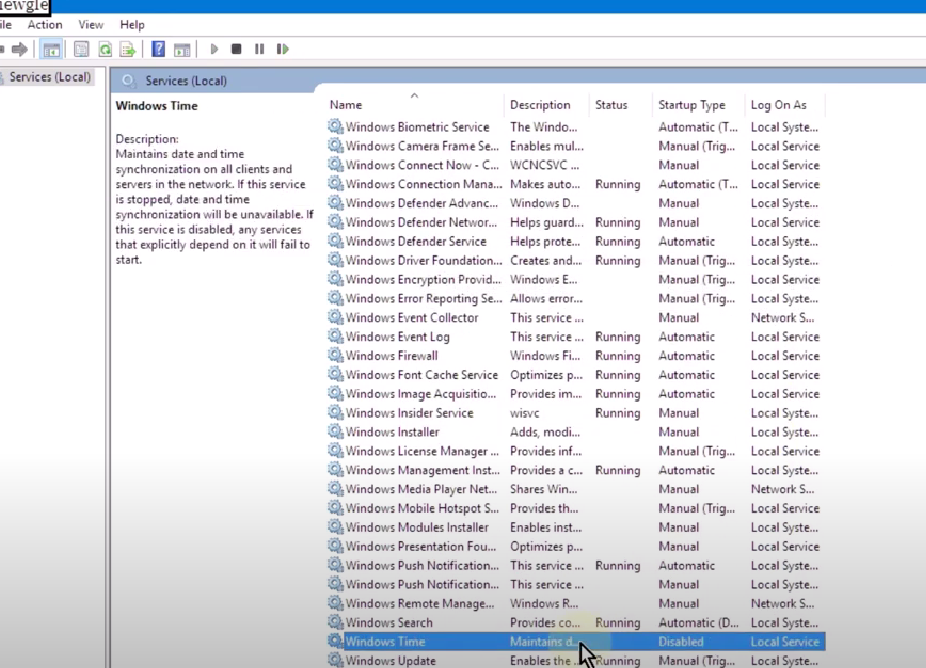 newgle
ile Action View Help
Services (Local)
Services (Local)
Windows Time
Description:
Maintains date and time
synchronization on all clients and
servers in the network. If this service
is stopped, date and time
synchronization will be unavailable. If
this service is disabled, any services
that explicitly depend on it will fail to
start.
Name Description Status Startup Type Log On As
Windows Biometric Service The Windo... Automatic (T... Local Syste...
Windows Camera Frame Se... Enables mul... Manual (Trig... Local Service
Windows Connect Now - C... WCNCSVC ... Manual Local Service
Windows Connection Mana... Makes auto... Running Automatic (T... Local Service
Windows Defender Advanc... Windows D... Manual Local Syste...
Windows Defender Networ... Helps guard... Running Manual Local Service
Windows Defender Service Helps prote... Running Automatic Local Syste...
Windows Driver Foundation... Creates and... Running Manual (Trig... Local Syste...
Windows Encryption Provid... Windows E... Manual (Trig... Local Service
Windows Error Reporting Se... Allows error... Manual (Trig... Local Syste...
Windows Event Collector This service ... Manual Network S...
Windows Event Log This service ... Running Automatic Local Service
Windows Firewall Windows Fi... Running Automatic Local Service
Windows Font Cache Service Optimizes p... Running Automatic Local Service
Windows Image Acquisitio... Provides im... Running Automatic Local Service
Windows Insider Service wisvc Running Manual Local Syste...
Windows Installer Adds, modi... Manual Local Syste...
Windows License Manager ... Provides inf... Manual (Trig... Local Service
Windows Management Inst... Provides a c... Running Automatic Local Syste...
Windows Media Player Net... Shares Win... Manual Network S...
Windows Mobile Hotspot S... Provides th... Manual (Trig... Local Service
Windows Modules Installer Enables inst... Manual Local Syste...
Windows Presentation Fou... Optimizes p... Manual Local Service
Windows Push Notification... This service ... Running Automatic Local Syste...
Windows Push Notification... This service ... Manual Local Syste...
Windows Remote Manage... Windows R... Manual Network S...
Windows Search Provides co... Running Automatic (D... Local Syste...
Windows Time Maintains d... Disabled Local Service
Windows Update Enables the ... Running Manual (Trig... Local Syste...